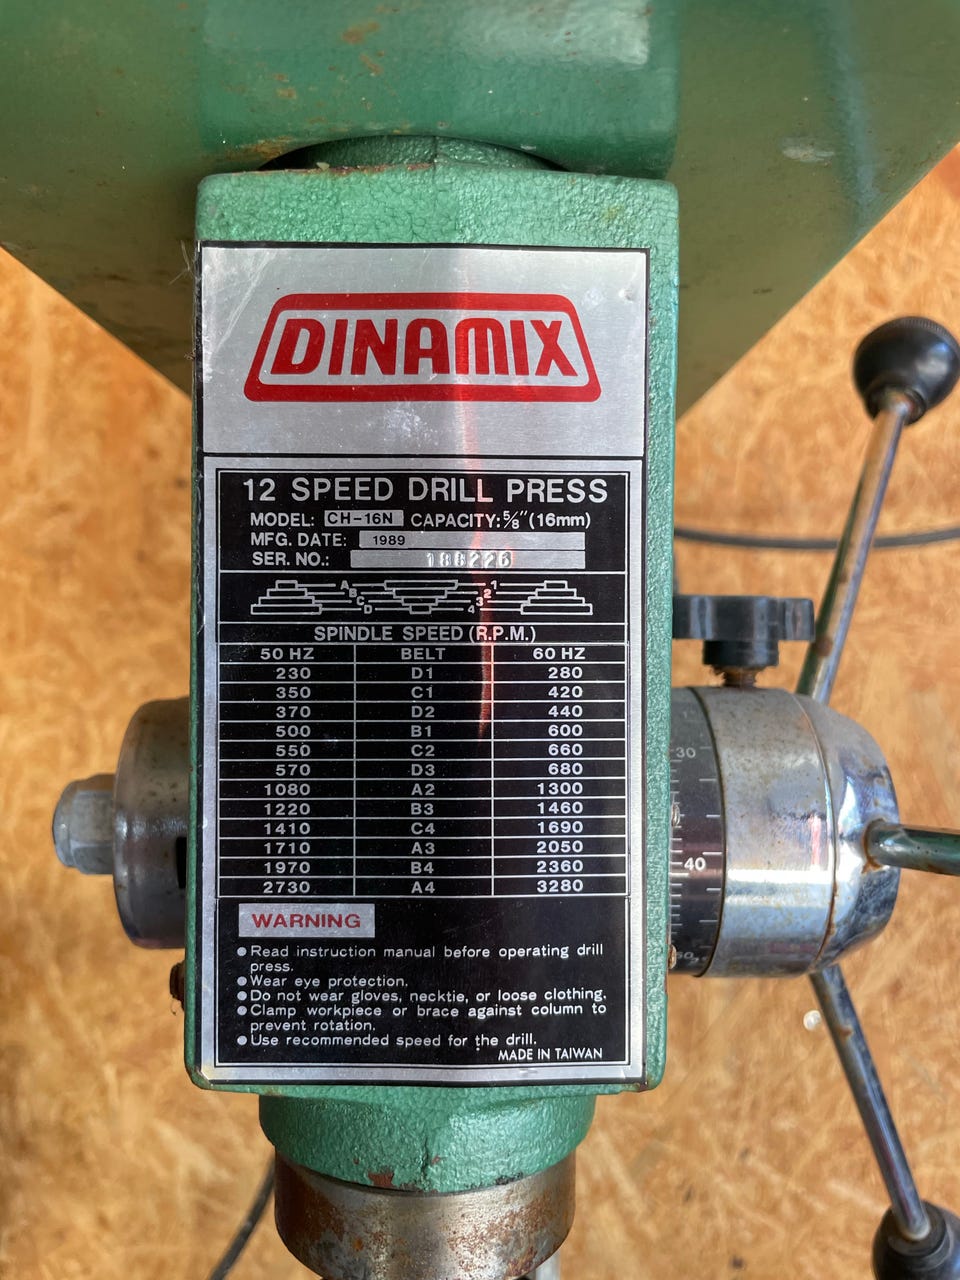 DINAMIX
12 SPEED DRILL PRESS
MODEL: CH-16N CAPACITY: 5/8" (16mm)
MFG. DATE: 1989
SER. NO.: 188226
A 1
B 2
C 3
D 4
SPINDLE SPEED (R.P.M.)
50 HZ BELT 60 HZ
230 D1 280
350 C1 420
370 D2 440
500 B1 600
550 C2 660
570 D3 680
1080 A2 1300
1220 B3 1460
1410 C4 1690
1710 A3 2050
1970 B4 2360
2730 A4 3280
WARNING
● Read instruction manual before operating drill
press.
● Wear eye protection.
● Do not wear gloves, necktie, or loose clothing.
● Clamp workpiece or brace against column to
prevent rotation.
● Use recommended speed for the drill.
MADE IN TAIWAN
30
40
50